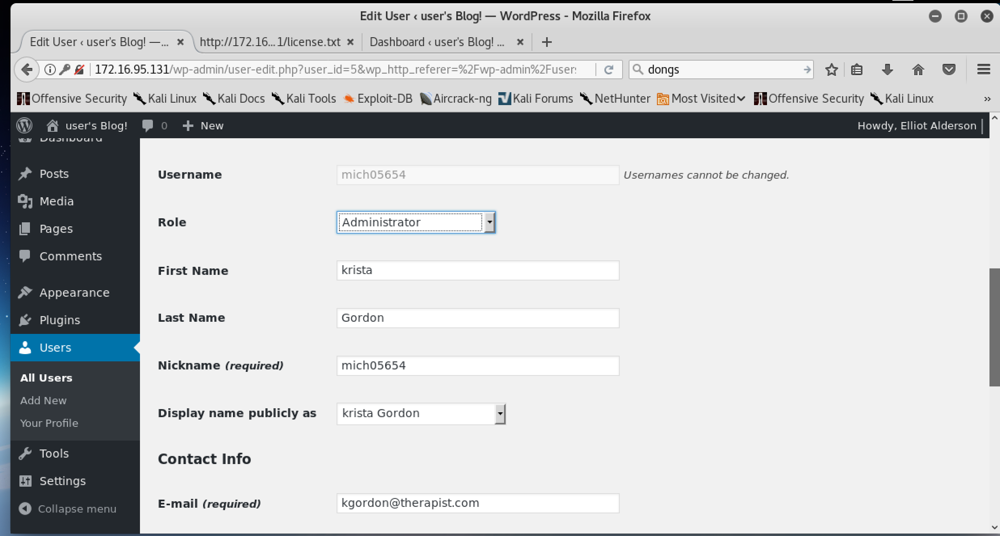 Edit User ‹ user's Blog! — WordPress - Mozilla Firefox
Edit User ‹ user's Blog! —... http://172.16...1/license.txt Dashboard ‹ user's Blog! ...
172.16.95.131/wp-admin/user-edit.php?user_id=5&wp_http_referer=%2Fwp-admin%2Fusers dongs
Offensive Security Kali Linux Kali Docs Kali Tools Exploit-DB Aircrack-ng Kali Forums NetHunter Most Visited Offensive Security Kali Linux »
user's Blog! 0 + New Howdy, Elliot Alderson
Dashboard
Posts
Media
Pages
Comments
Appearance
Plugins
Users
All Users
Add New
Your Profile
Tools
Settings
Collapse menu
Username mich05654 Usernames cannot be changed.
Role Administrator
First Name krista
Last Name Gordon
Nickname (required) mich05654
Display name publicly as krista Gordon
Contact Info
E-mail (required) kgordon@therapist.com